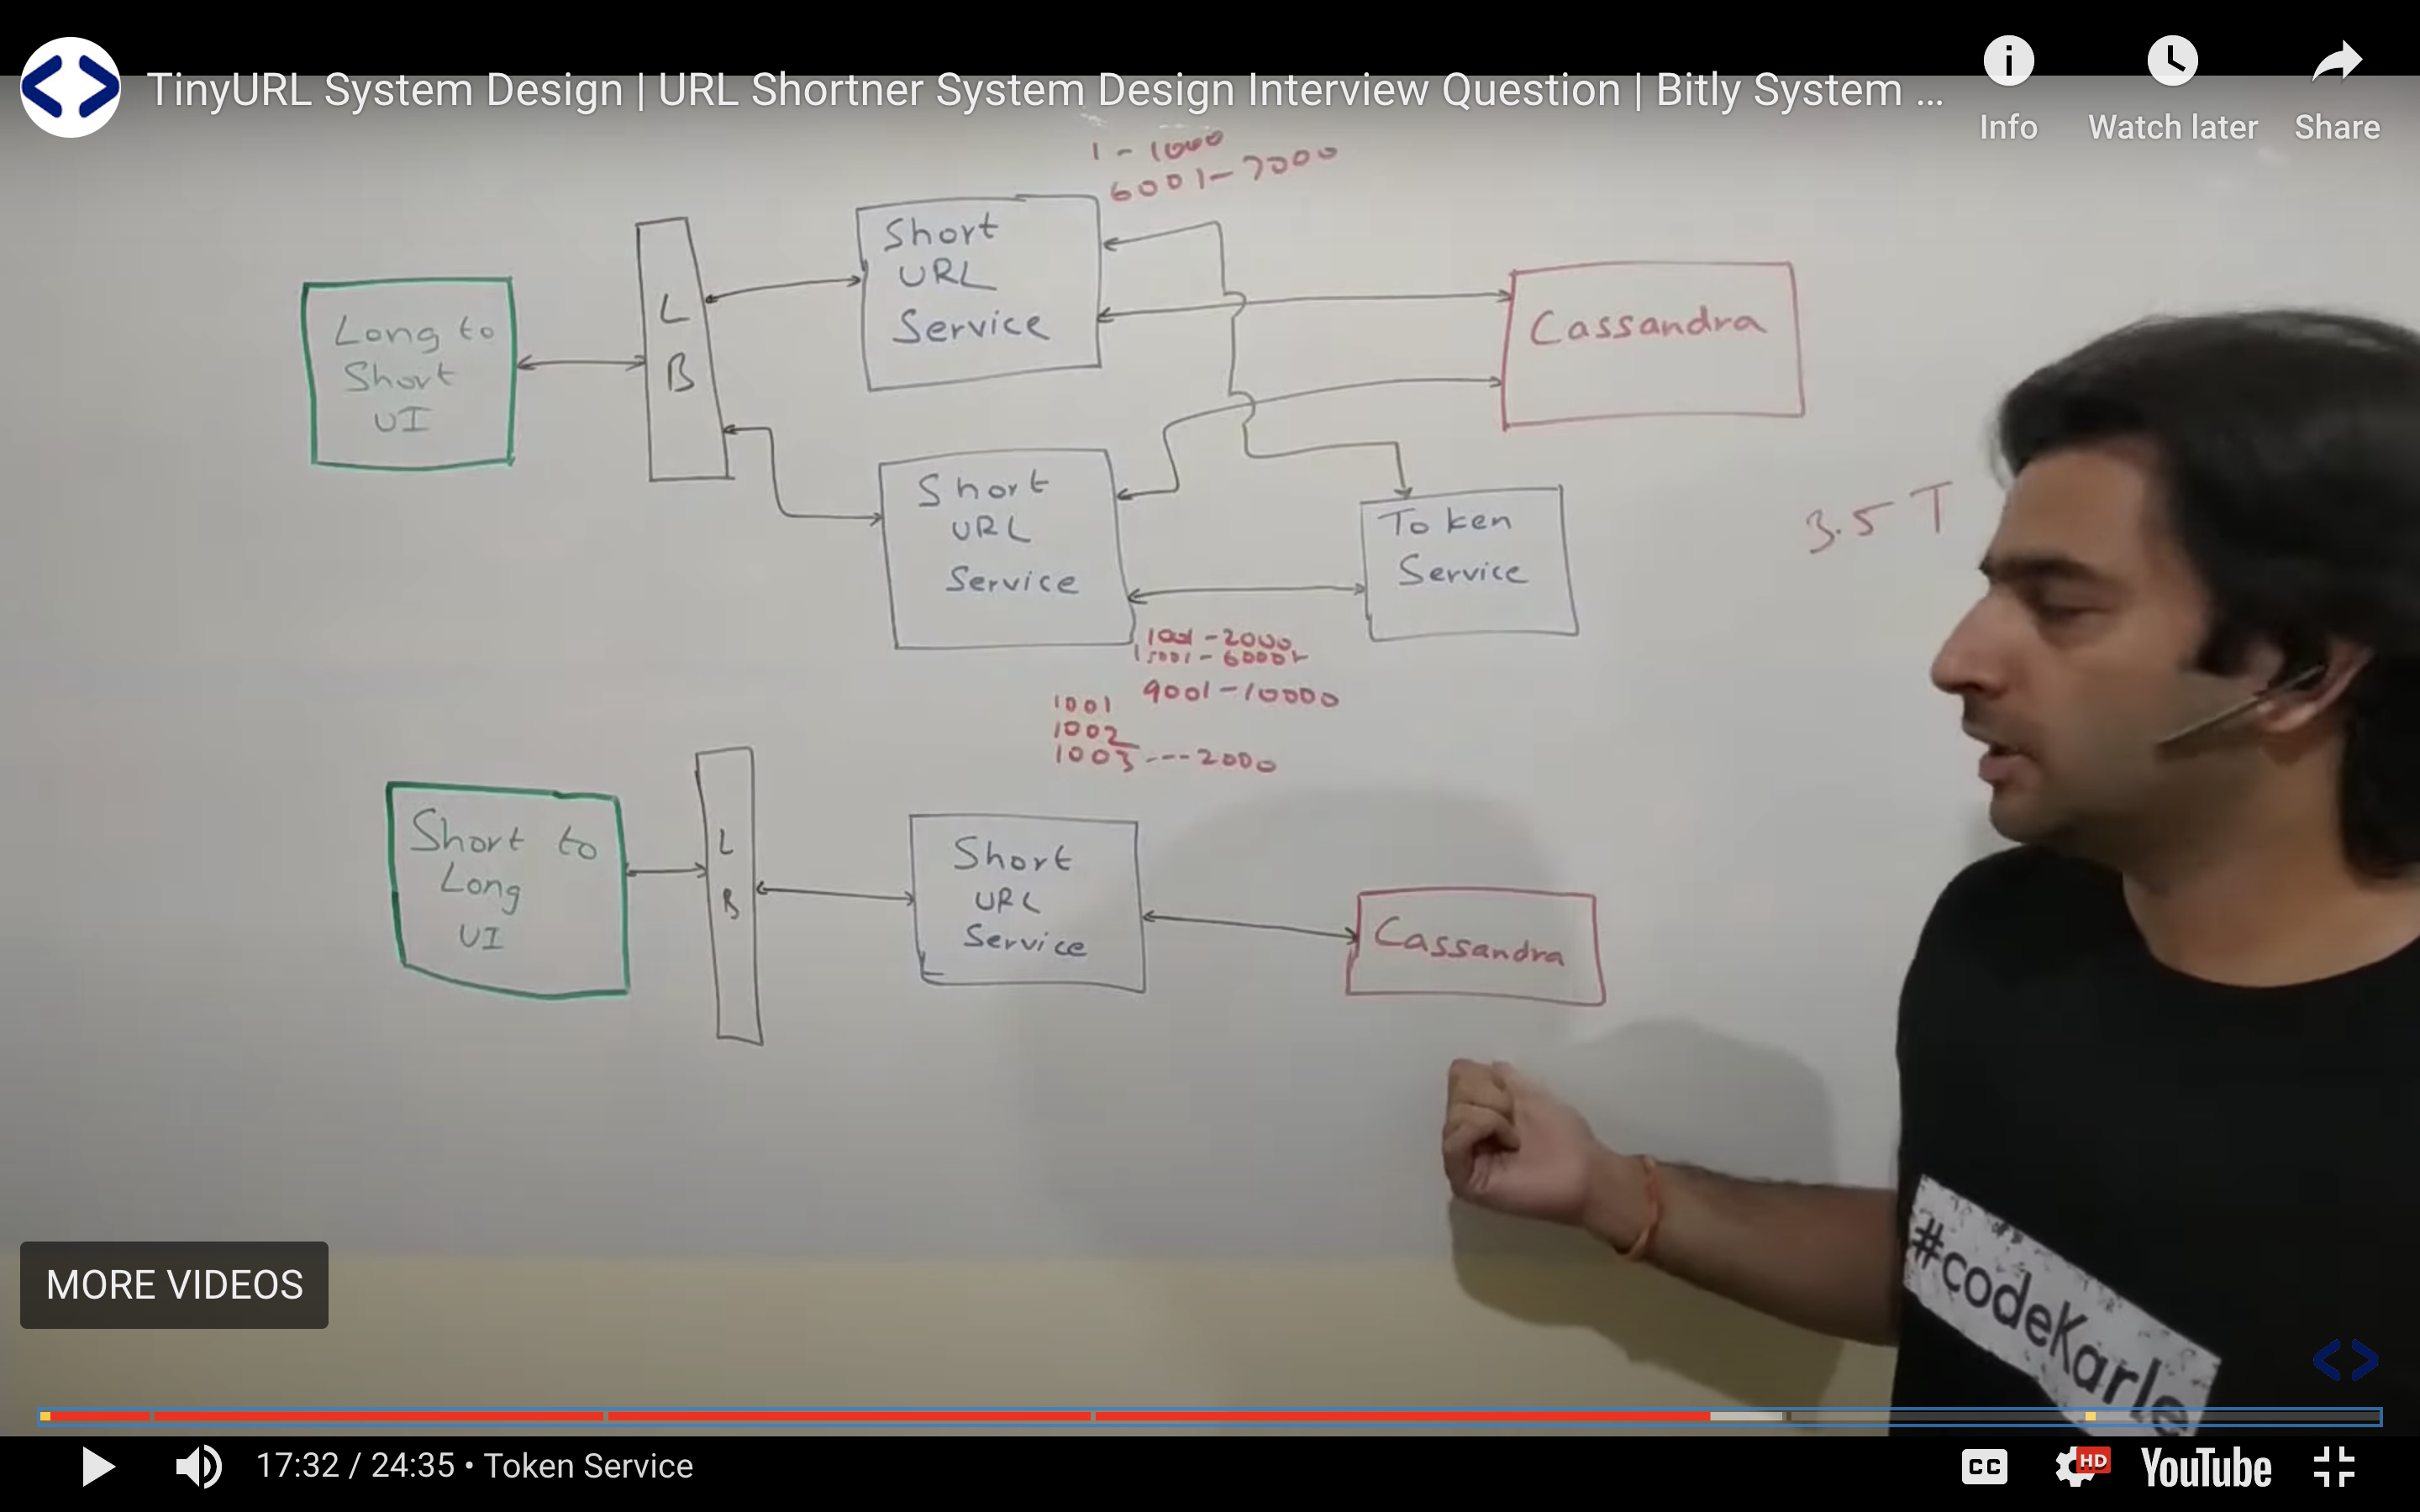 TinyURL System Design | URL Shortner System Design Interview Question | Bitly System ...
Info
Watch later
Share
1 - 1000
6001 - 7000
Short
URL
Service
L
B
Long to
Short
UI
Cassandra
Short
URL
Service
Token
Service
3.5 T
1001 - 2000
9001 - 10000
1001
1002
1003 --- 2000
Short to
Long
UI
L
B
Short
URL
Service
Cassandra
MORE VIDEOS
#codeKarle
17:32 / 24:35 • Token Service
CC
HD
YouTube